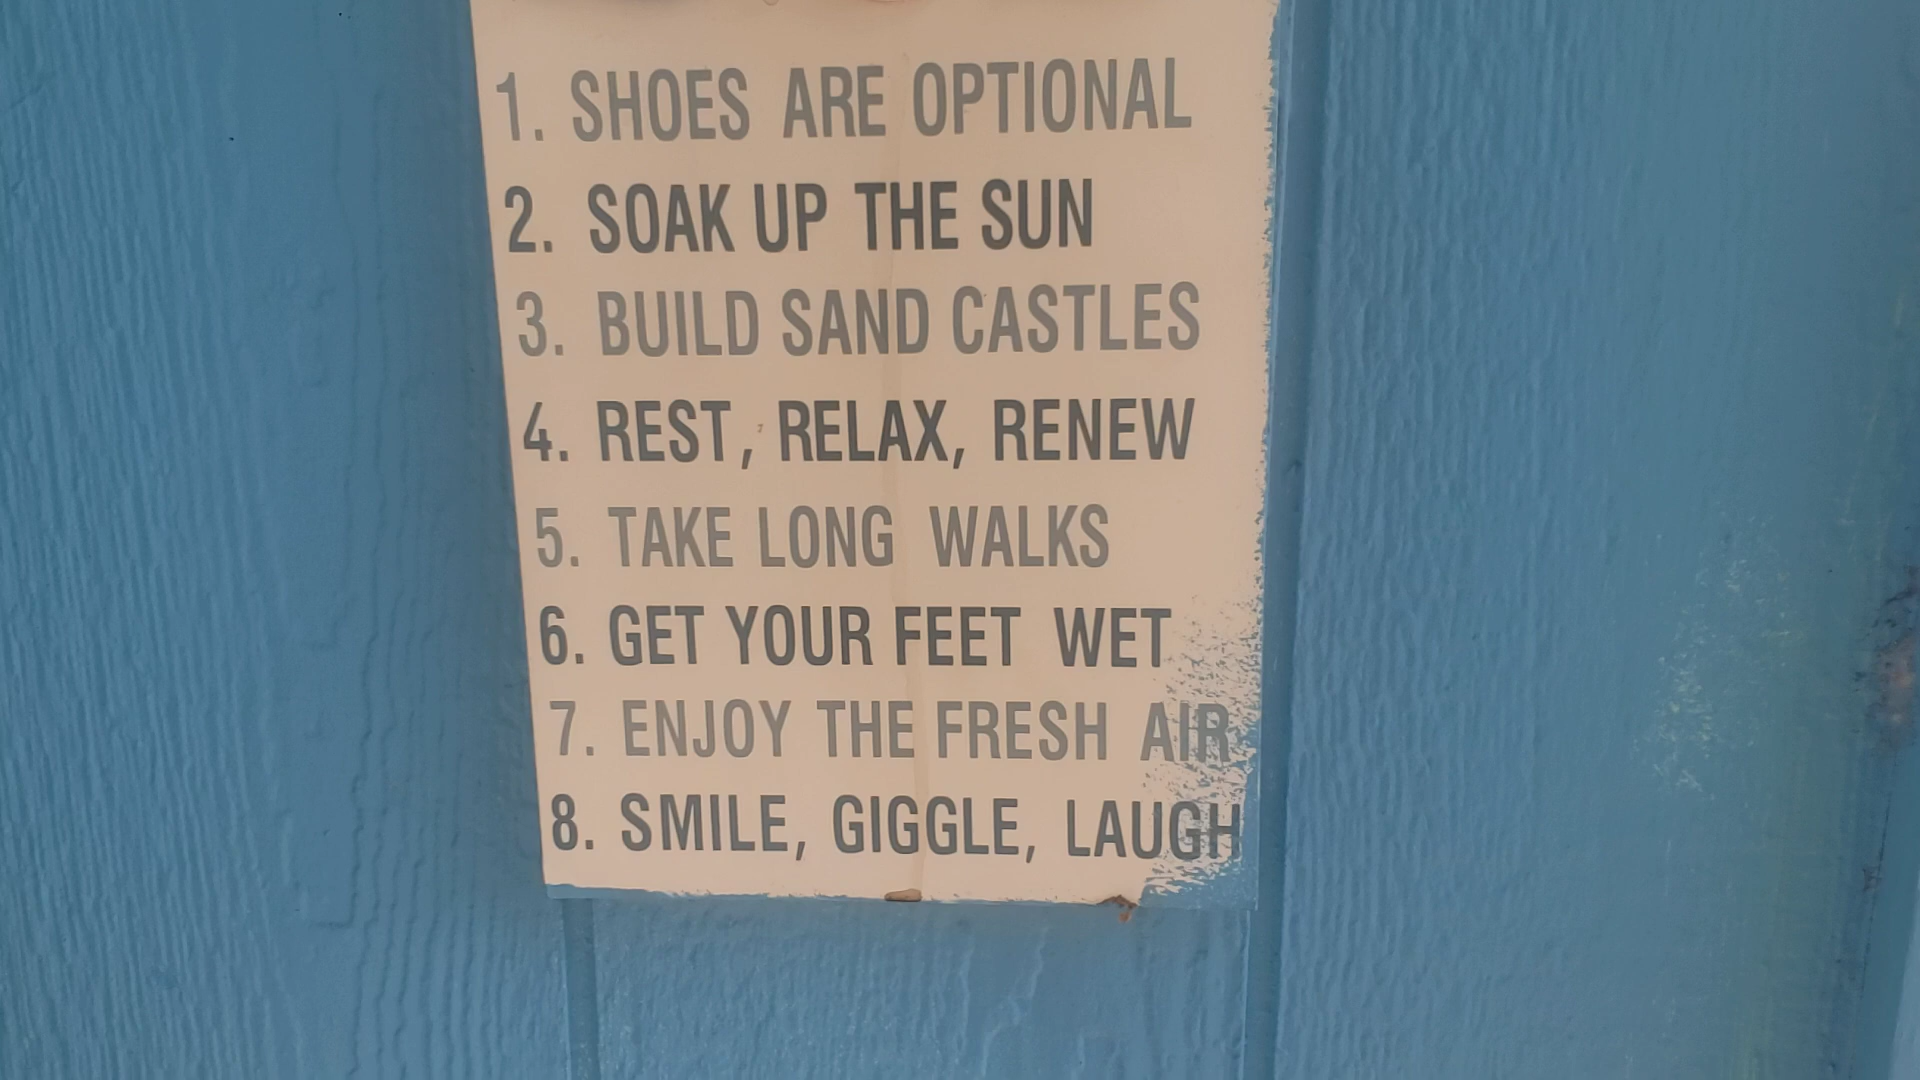 1. SHOES ARE OPTIONAL
2. SOAK UP THE SUN
3. BUILD SAND CASTLES
4. REST, RELAX, RENEW
5. TAKE LONG WALKS
6. GET YOUR FEET WET
7. ENJOY THE FRESH AIR
8. SMILE, GIGGLE, LAUGH